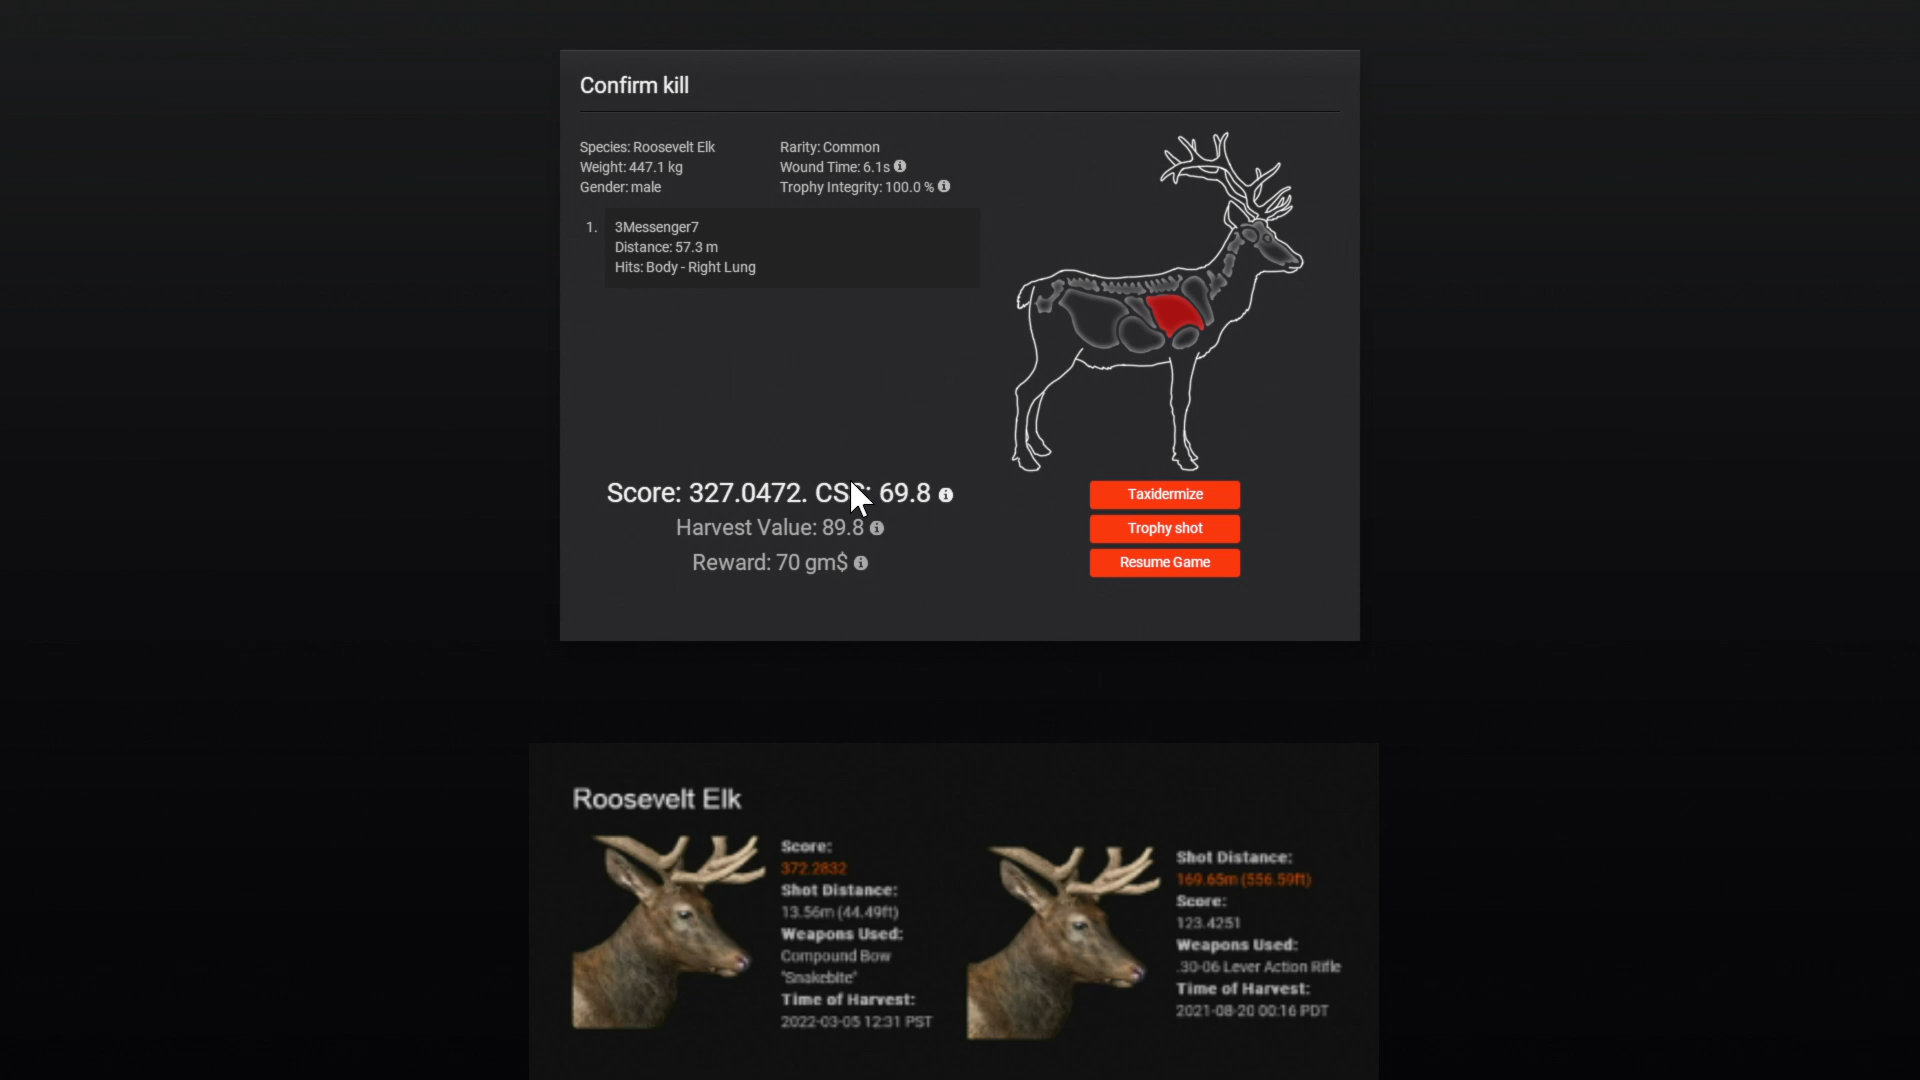 Confirm kill
Species: Roosevelt Elk
Weight: 447.1 kg
Gender: male
Rarity: Common
Wound Time: 6.1s
Trophy Integrity: 100.0 %
1.
3Messenger7
Distance: 57.3 m
Hits: Body - Right Lung
Score: 327.0472. CSS: 69.8
Harvest Value: 89.8
Reward: 70 gm$
Taxidermize
Trophy shot
Resume Game
Roosevelt Elk
Score:
372.2832
Shot Distance:
13.56m (44.49ft)
Weapons Used:
Compound Bow
"Snakebite"
Time of Harvest:
2022-03-05 12:31 PST
Shot Distance:
169.65m (556.59ft)
Score:
123.4251
Weapons Used:
.30-06 Lever Action Rifle
Time of Harvest:
2021-08-20 00:16 PDT